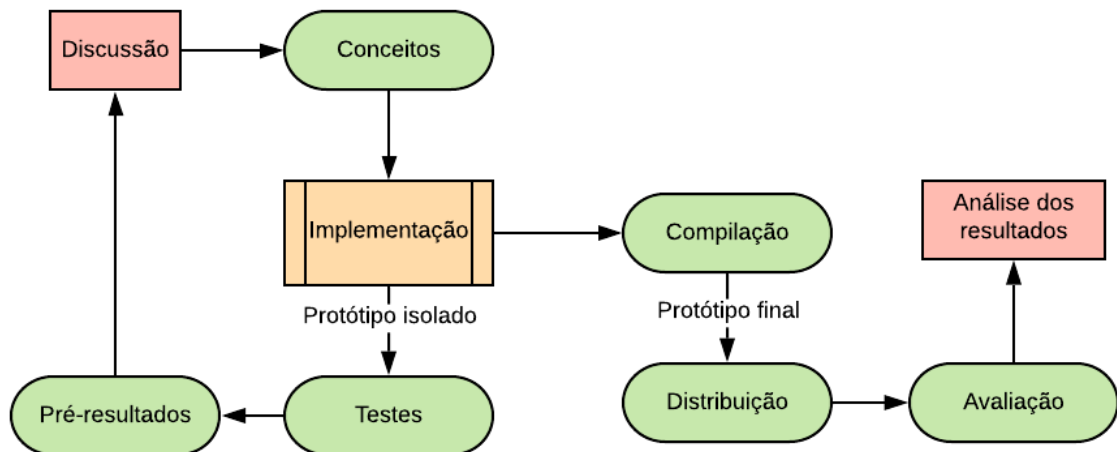 Discussão
Conceitos
Implementação
Compilação
Análise dos
resultados
Protótipo isolado
Protótipo final
Pré-resultados
Testes
Distribuição
Avaliação